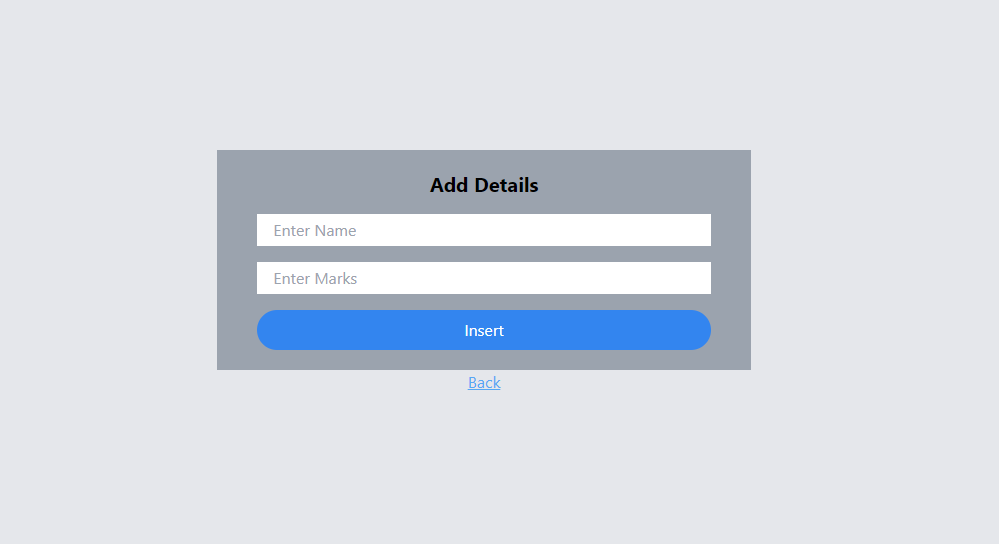 Add Details
Enter Name
Enter Marks
Insert
Back